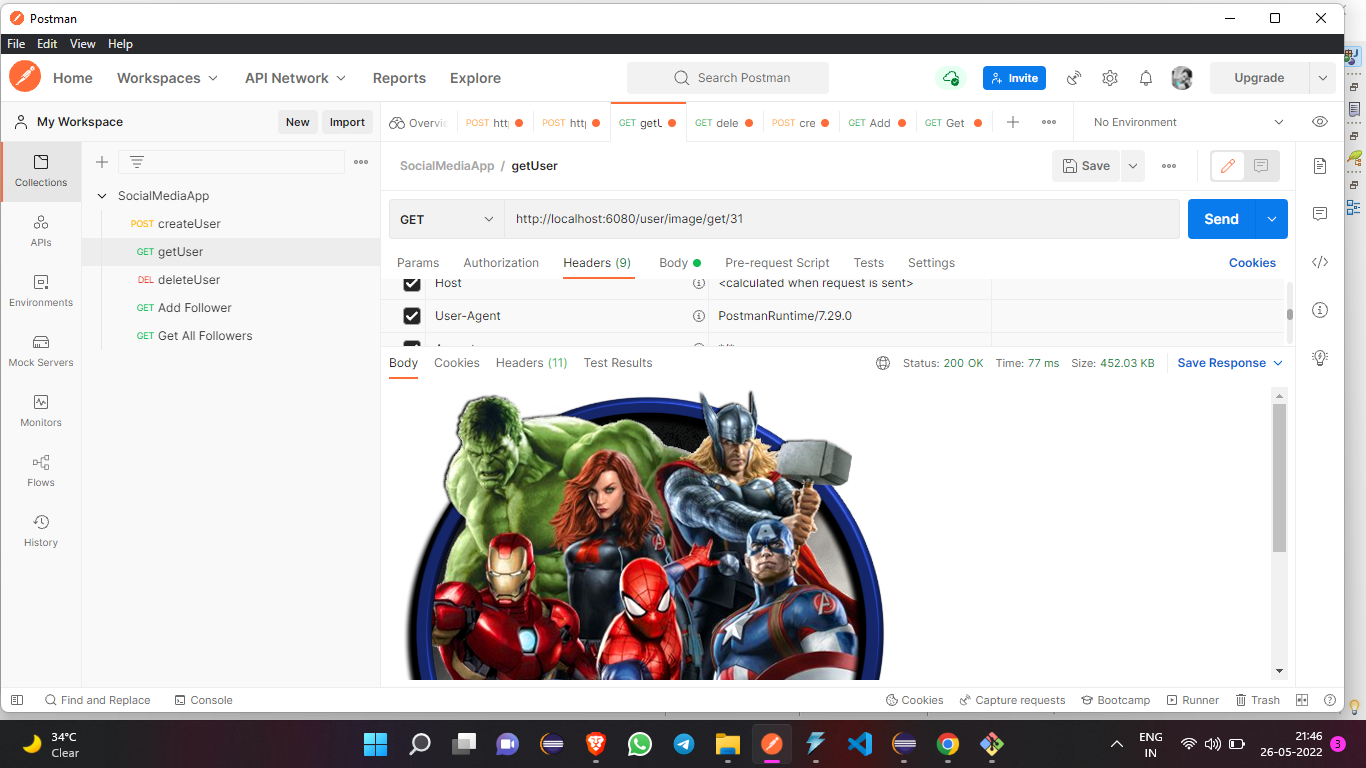 Postman
File Edit View Help
Home Workspaces API Network Reports Explore Search Postman Invite Upgrade
My Workspace New Import
Overvie POST htt POST htt GET getU GET dele POST cre GET Add GET Get No Environment
Collections
APIs
Environments
Mock Servers
Monitors
Flows
History
SocialMediaApp
POST createUser
GET getUser
DEL deleteUser
GET Add Follower
GET Get All Followers
SocialMediaApp / getUser Save
GET http://localhost:6080/user/image/get/31 Send
Params Authorization Headers (9) Body Pre-request Script Tests Settings Cookies
Host <calculated when request is sent>
User-Agent PostmanRuntime/7.29.0
Body Cookies Headers (11) Test Results Status: 200 OK Time: 77 ms Size: 452.03 KB Save Response
Find and Replace Console Cookies Capture requests Bootcamp Runner Trash
34°C
Clear
ENG
IN
21:46
26-05-2022
3